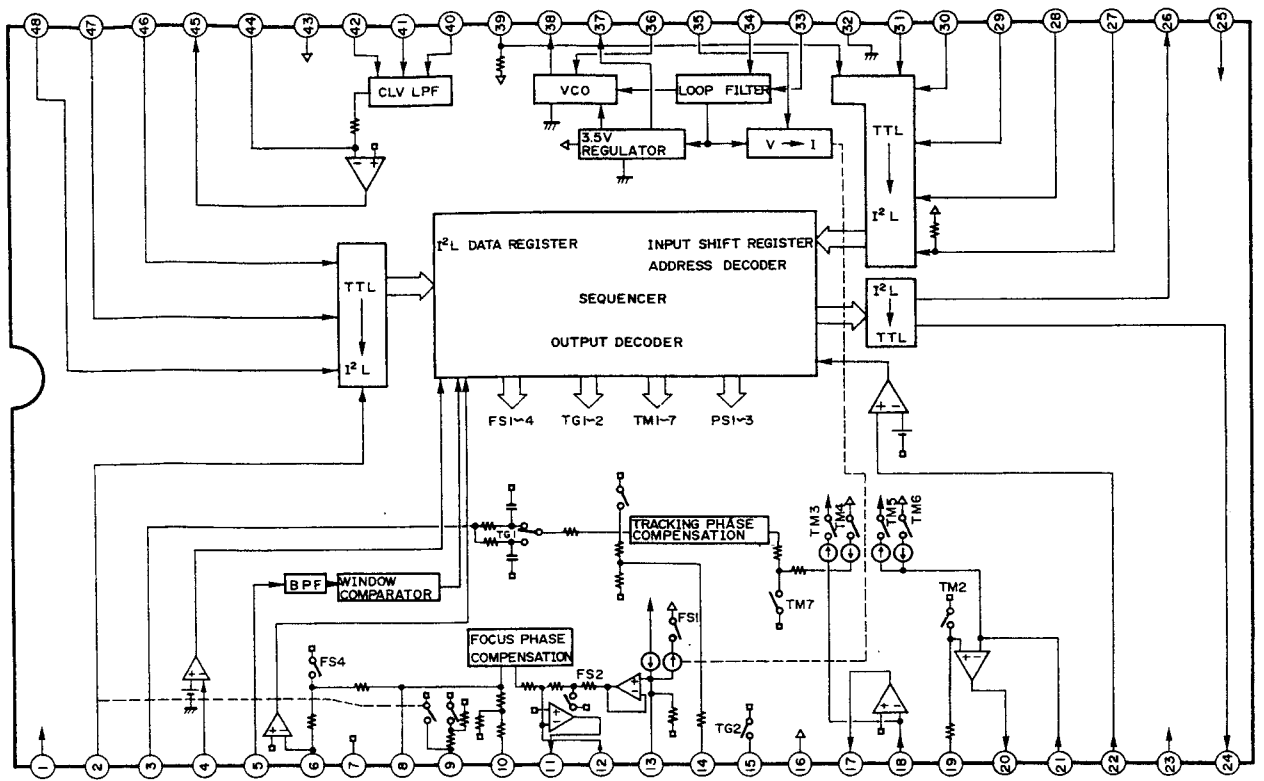 48 47 46 45 44 43 42 41 40 39 38 37 36 35 34 33 32 31 30 29 28 27 26 25
CLV LPF
VCO
LOOP FILTER
3.5V
REGULATOR
V → I
TTL
I²L
- +
I²L DATA REGISTER
INPUT SHIFT REGISTER
ADDRESS DECODER
SEQUENCER
OUTPUT DECODER
TTL
I²L
I²L
TTL
FS1~4
TG1~2
TM1~7
PS1~3
+ -
TG1
TRACKING PHASE
COMPENSATION
TM3
TM4
TM5
TM6
BPF
WINDOW
COMPARATOR
TM7
TM2
FOCUS PHASE
COMPENSATION
FS1
FS4
FS2
TG2
1 2 3 4 5 6 7 8 9 10 11 12 13 14 15 16 17 18 19 20 21 22 23 24